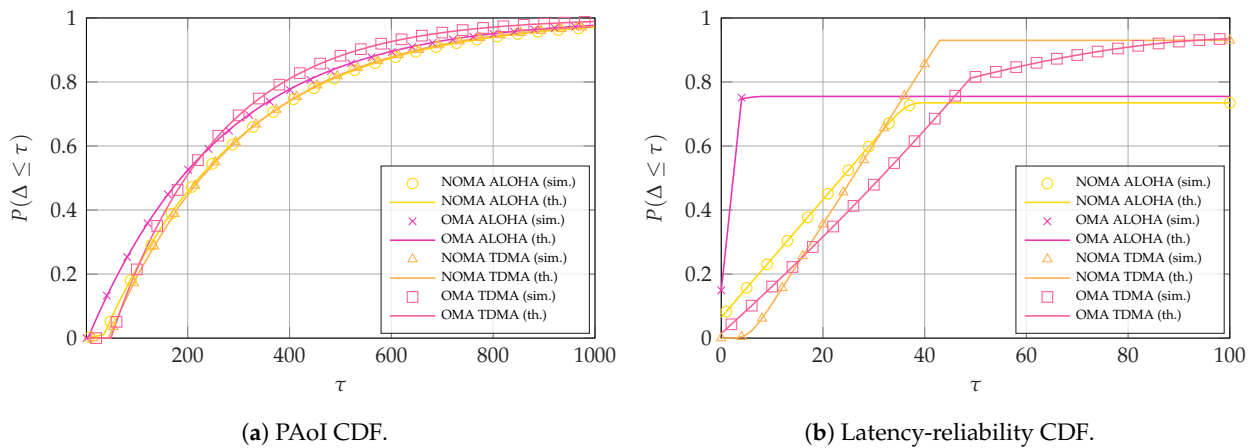 P(Δ ≤ τ)
1
0.8
0.6
0.4
0.2
0
NOMA ALOHA (sim.)
NOMA ALOHA (th.)
OMA ALOHA (sim.)
OMA ALOHA (th.)
NOMA TDMA (sim.)
NOMA TDMA (th.)
OMA TDMA (sim.)
OMA TDMA (th.)
200 400 600 800 1000
τ
(a) PAoI CDF.
P(Δ ≤ τ)
1
0.8
0.6
0.4
0.2
0
NOMA ALOHA (sim.)
NOMA ALOHA (th.)
OMA ALOHA (sim.)
OMA ALOHA (th.)
NOMA TDMA (sim.)
NOMA TDMA (th.)
OMA TDMA (sim.)
OMA TDMA (th.)
0 20 40 60 80 100
τ
(b) Latency-reliability CDF.